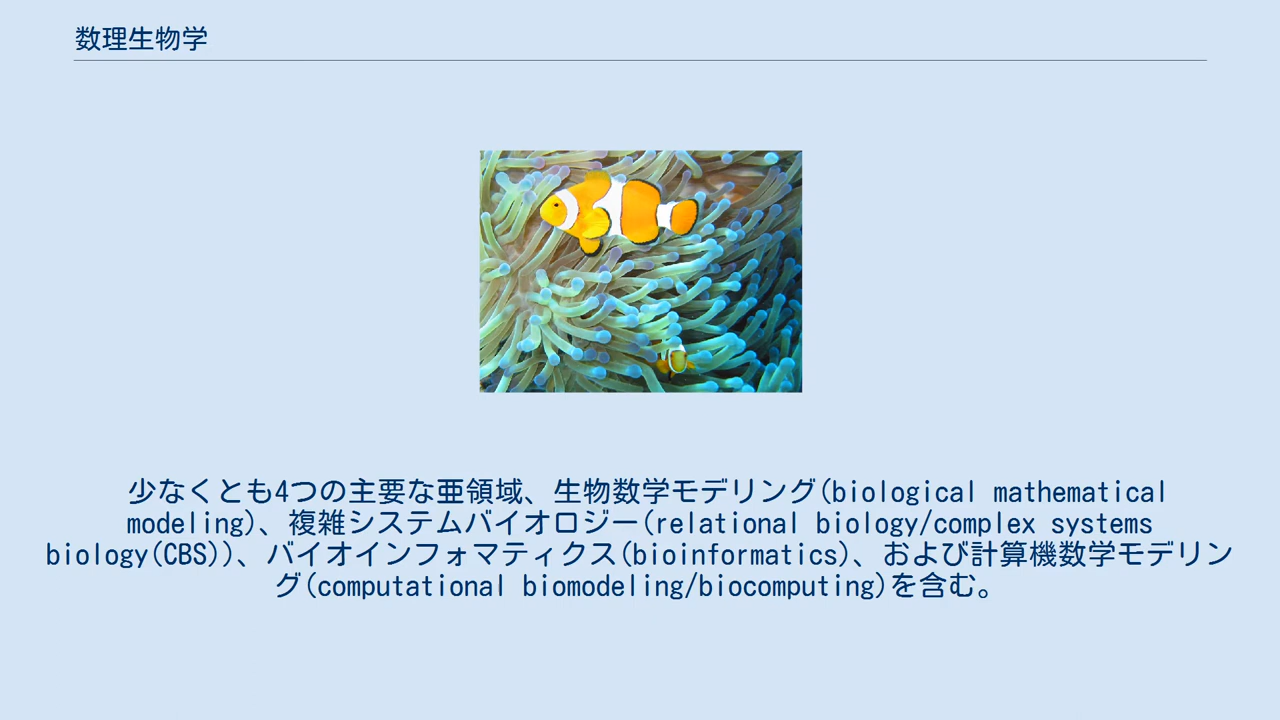 数理生物学
少なくとも4つの主要な亜領域、生物数学モデリング(biological mathematical
modeling)、複雑システムバイオロジー(relational biology/complex systems
biology(CBS))、バイオインフォマティクス(bioinformatics)、および計算機数学モデリン
グ(computational biomodeling/biocomputing)を含む。